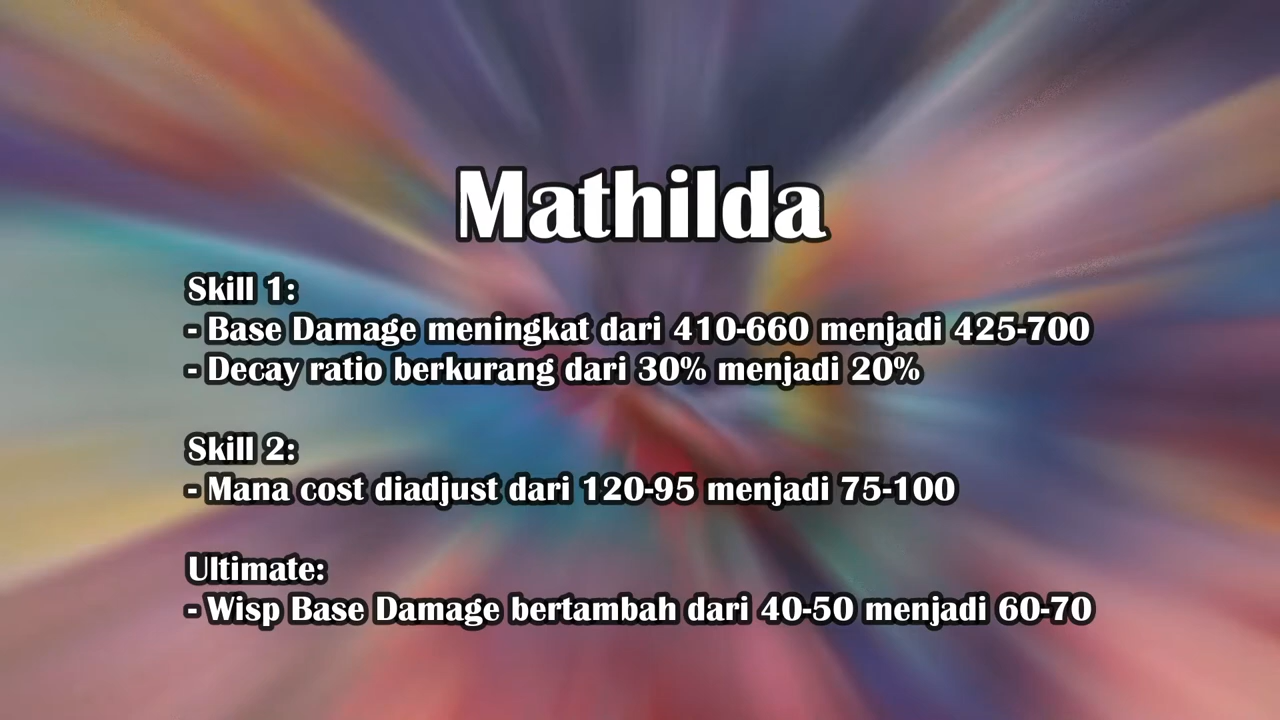 Mathilda
Skill 1:
- Base Damage meningkat dari 410-660 menjadi 425-700
- Decay ratio berkurang dari 30% menjadi 20%
Skill 2:
- Mana cost diadjust dari 120-95 menjadi 75-100
Ultimate:
- Wisp Base Damage bertambah dari 40-50 menjadi 60-70